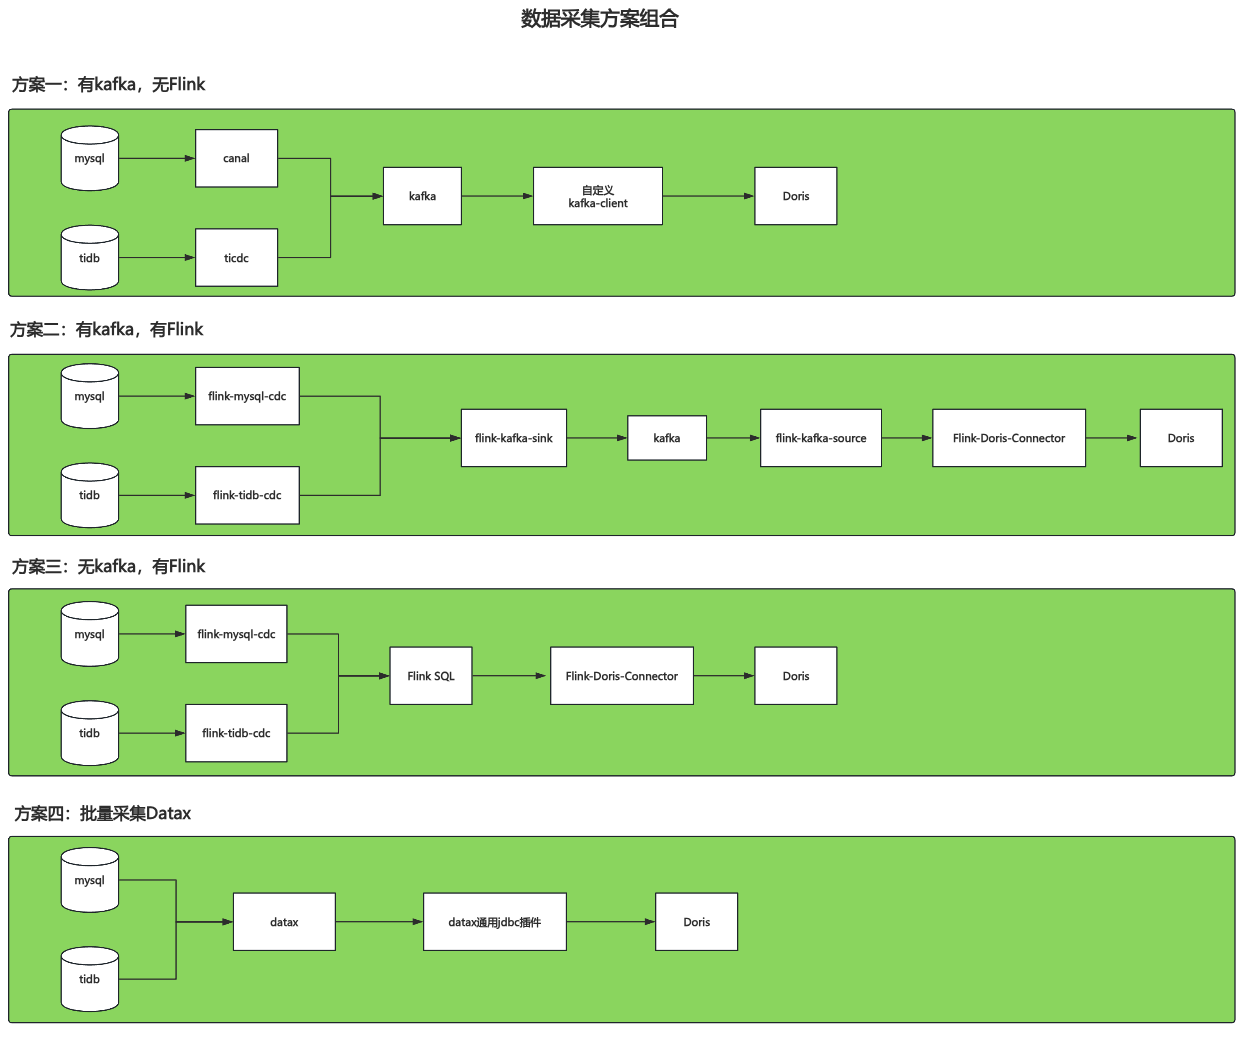 数据采集方案组合
方案一：有kafka，无Flink
mysql
canal
kafka
自定义
kafka-client
Doris
tidb
ticdc
方案二：有kafka，有Flink
mysql
flink-mysql-cdc
flink-kafka-sink
kafka
flink-kafka-source
Flink-Doris-Connector
Doris
tidb
flink-tidb-cdc
方案三：无kafka，有Flink
mysql
flink-mysql-cdc
Flink SQL
Flink-Doris-Connector
Doris
tidb
flink-tidb-cdc
方案四：批量采集Datax
mysql
datax
datax通用jdbc插件
Doris
tidb